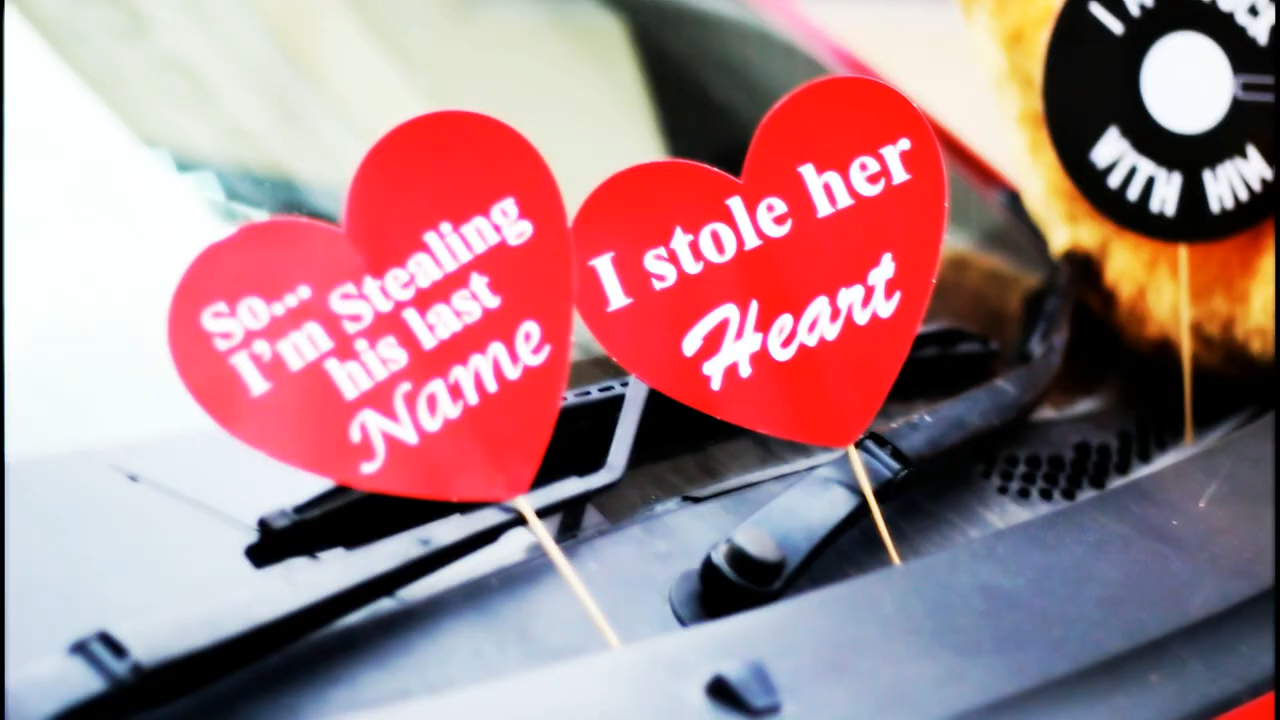 So...
I'm Stealing
his last
Name
I stole her
Heart
WITH HIM